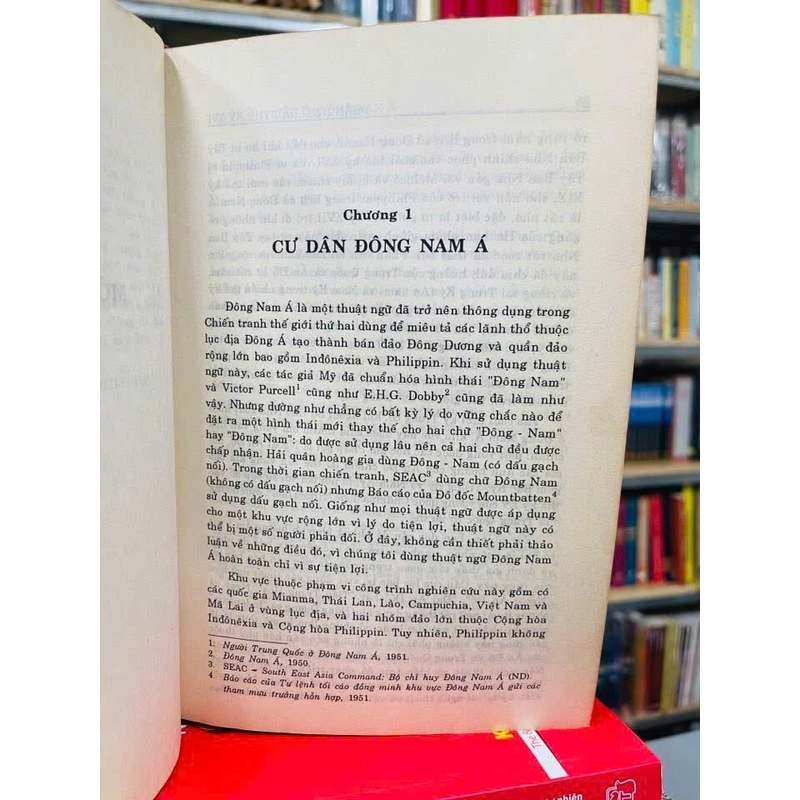 Chương 1
CƯ DÂN ĐÔNG NAM Á
Đông Nam Á là một thuật ngữ đã trở nên thông dụng trong
Chiến tranh thế giới thứ hai dùng để miêu tả các lãnh thổ thuộc
lục địa Đông Á tạo thành bán đảo Đông Dương và quần đảo
rộng lớn bao gồm Inđônêxia và Philippin. Khi sử dụng thuật
ngữ này, các tác giả Mỹ đã chuẩn hóa hình thái "Đông Nam"
và Victor Purcell¹ cũng như E.H.G. Dobby² cũng đã làm như
vậy. Nhưng dường như chẳng có bất kỳ lý do vững chắc nào để
đặt ra một hình thái mới thay thế cho hai chữ "Đông - Nam"
hay "Đông Nam": do được sử dụng lâu nên cả hai chữ đều được
chấp nhận. Hải quân hoàng gia dùng Đông - Nam (có dấu gạch
nối). Trong thời gian chiến tranh, SEAC³ dùng chữ Đông Nam
(không có dấu gạch nối) nhưng Báo cáo của Đô đốc Mountbatten⁴
sử dụng dấu gạch nối. Giống như mọi thuật ngữ được áp dụng
cho một khu vực rộng lớn vì lý do tiện lợi, thuật ngữ này có
thể bị một số người phản đối. Ở đây, không cần thiết phải thảo
luận về những điều đó, vì chúng tôi dùng thuật ngữ Đông Nam
Á hoàn toàn chỉ vì sự tiện lợi.
Khu vực thuộc phạm vi công trình nghiên cứu này gồm có
các quốc gia Mianma, Thái Lan, Lào, Campuchia, Việt Nam và
Mã Lai ở vùng lục địa, và hai nhóm đảo lớn thuộc Cộng hòa
Inđônêxia và Cộng hòa Philippin. Tuy nhiên, Philippin không
1. Người Trung Quốc ở Đông Nam Á, 1951.
2. Đông Nam Á, 1950.
3. SEAC - South East Asia Command: Bộ chỉ huy Đông Nam Á (ND).
4 Báo cáo của Tư lệnh tối cáo đồng minh khu vực Đông Nam Á gửi các
tham mưu trưởng hỗn hợp, 1951.